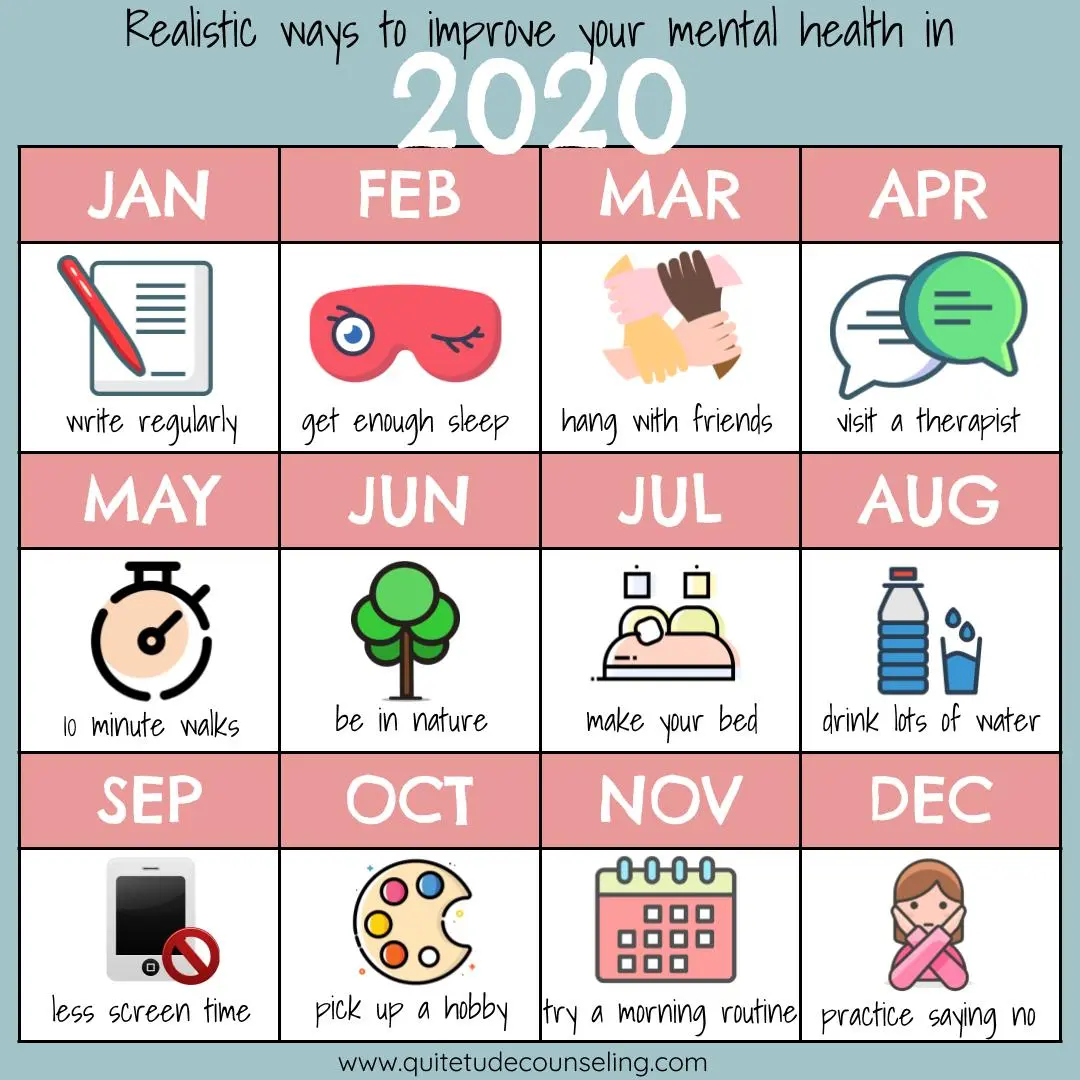 Realistic ways to improve your mental health in
2020
JAN
FEB
MAR
APR
write regularly
get enough sleep
hang with friends
visit a therapist
MAY
JUN
JUL
AUG
10 minute walks
be in nature
make your bed
drink lots of water
SEP
OCT
NOV
DEC
less screen time
pick up a hobby
try a morning routine
practice saying no
www.quitetudecounseling.com